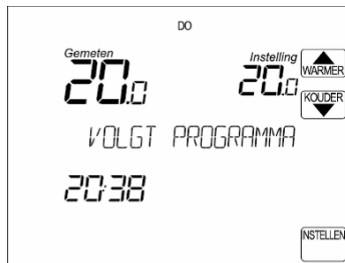 DO
Gemeten
Instelling
WARMER
20.0
20.0
KOUDER
VOLGT PROGRAMMA
20:38
INSTELLEN